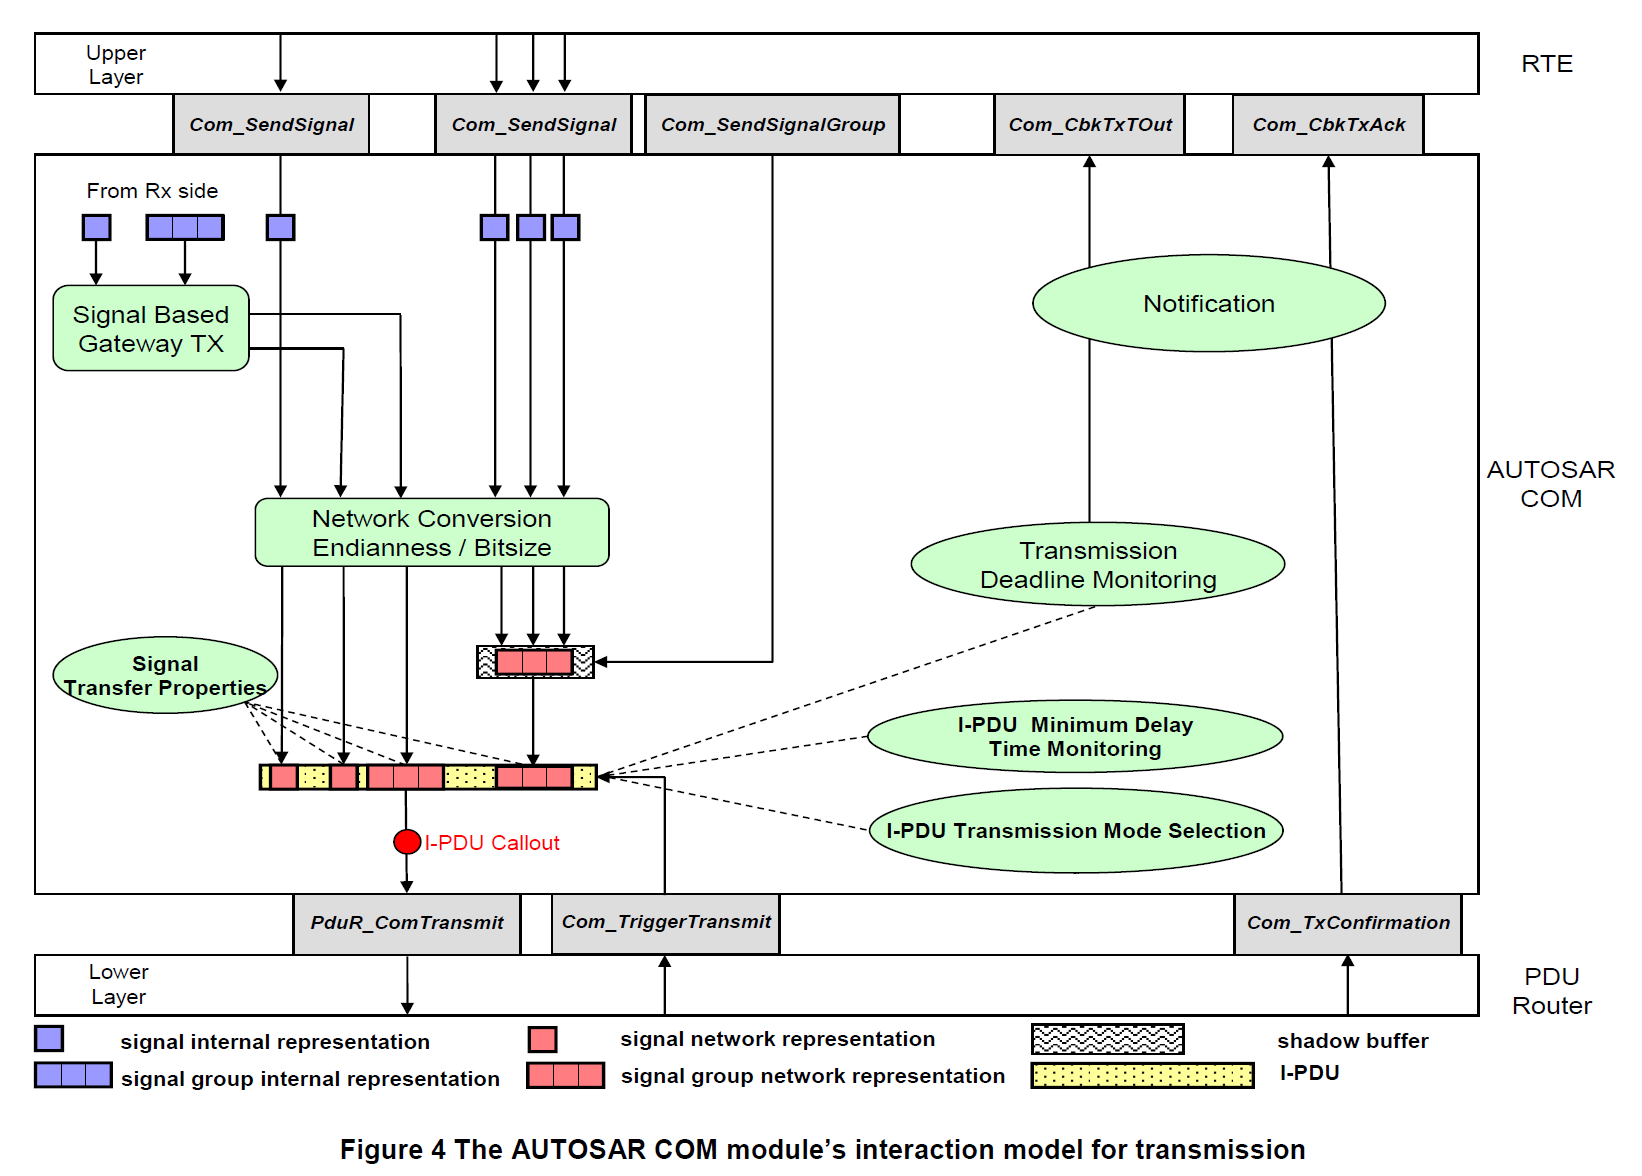 Upper
Layer
RTE
Com_SendSignal
Com_SendSignal
Com_SendSignalGroup
Com_CbkTxTOut
Com_CbkTxAck
From Rx side
Signal Based
Gateway TX
Notification
AUTOSAR
COM
Network Conversion
Endianness / Bitsize
Transmission
Deadline Monitoring
Signal
Transfer Properties
I-PDU Minimum Delay
Time Monitoring
I-PDU Transmission Mode Selection
I-PDU Callout
PduR_ComTransmit
Com_TriggerTransmit
Com_TxConfirmation
Lower
Layer
PDU
Router
signal internal representation
signal network representation
shadow buffer
signal group internal representation
signal group network representation
I-PDU
Figure 4 The AUTOSAR COM module’s interaction model for transmission